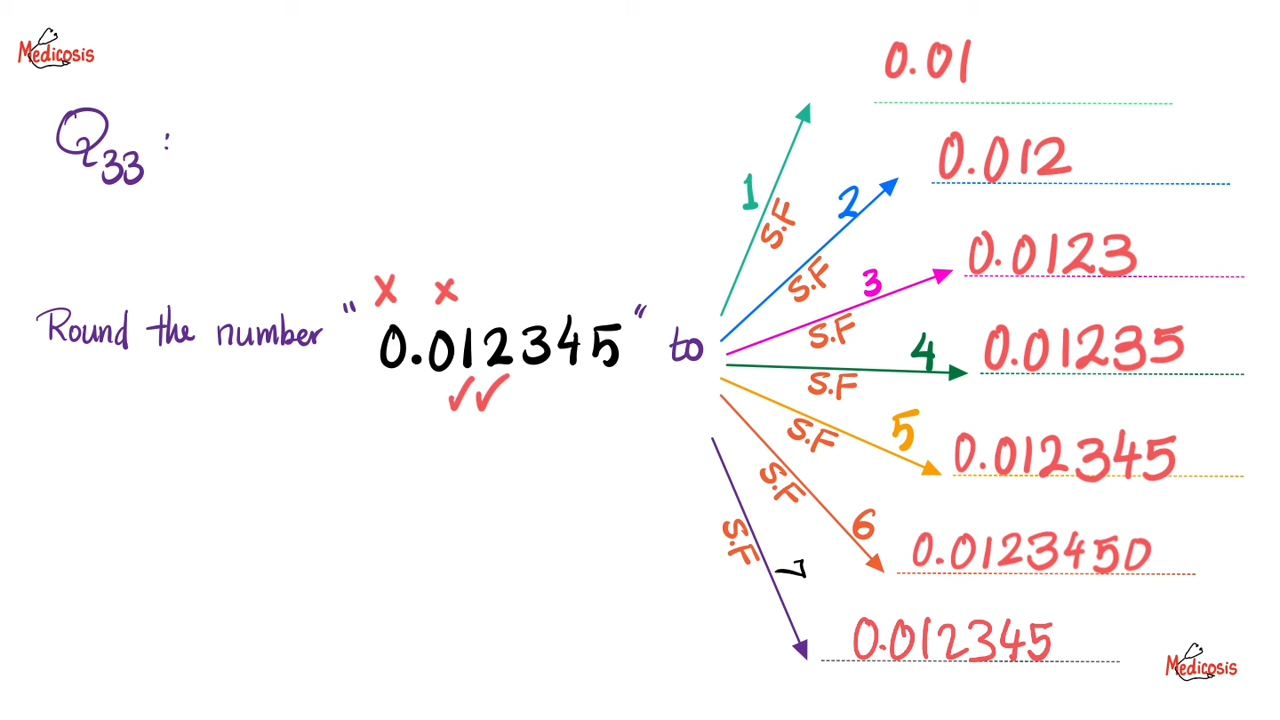 Medicosis
Q33 :
Round the number " 0.012345 " to
x x
✓✓
1 S.F 0.01
2 S.F 0.012
3 S.F 0.0123
4 S.F 0.01235
5 S.F 0.012345
6 S.F 0.0123450
7 S.F 0.012345
Medicosis